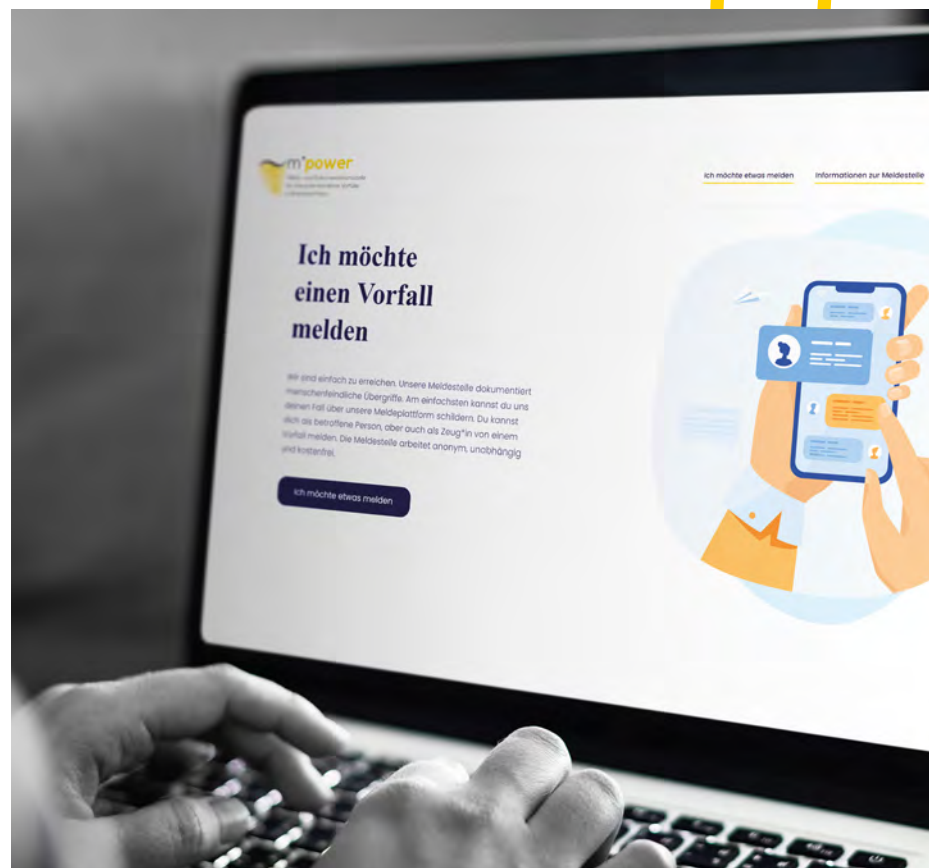 m*power
Ich möchte etwas melden
Informationen zur Meldestelle
Ich möchte
einen Vorfall
melden
Wir sind einfach zu erreichen. Unsere Meldestelle dokumentiert
menschenfeindliche Übergriffe. Am einfachsten kannst du uns
deinen Fall über unsere Meldeplattform schildern. Du kannst
dich als betroffene Person, aber auch als Zeug*in von einem
Vorfall melden. Die Meldestelle arbeitet anonym, unabhängig
und kostenfrei.
Ich möchte etwas melden